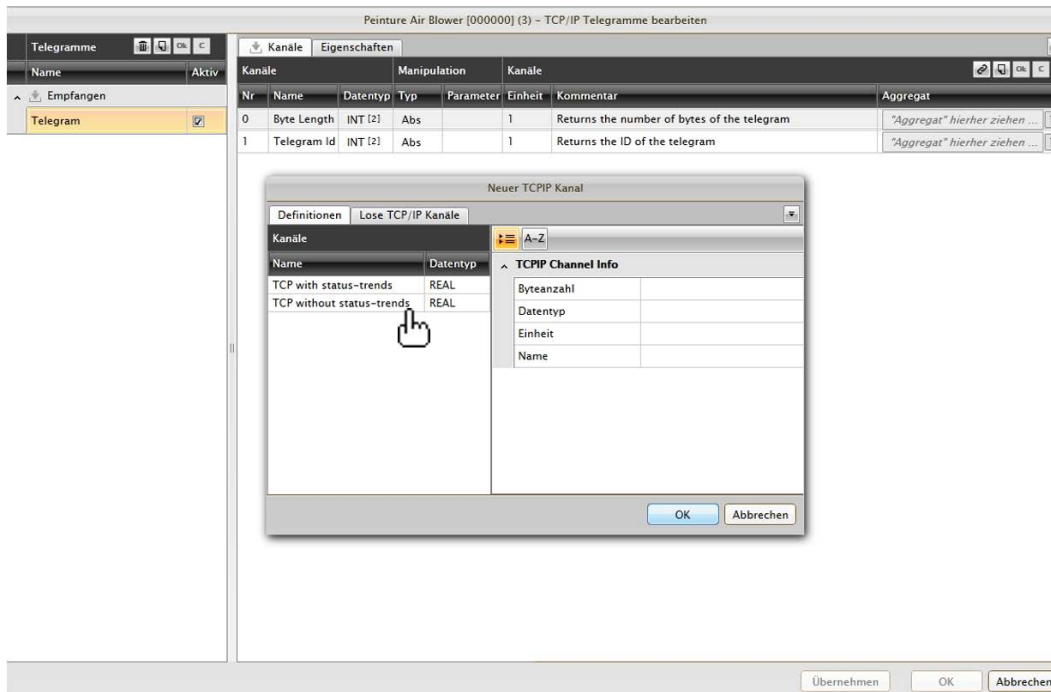 Peinture Air Blower [000000] (3) - TCP/IP Telegramme bearbeiten
Telegramme Ok C
Name Aktiv
Empfangen
Telegram
Kanäle Eigenschaften
Kanäle Manipulation Kanäle Ok C
Nr Name Datentyp Typ Parameter Einheit Kommentar Aggregat
0 Byte Length INT [2] Abs 1 Returns the number of bytes of the telegram "Aggregat" hierher ziehen ...
1 Telegram Id INT [2] Abs 1 Returns the ID of the telegram "Aggregat" hierher ziehen ...
Neuer TCPIP Kanal
Definitionen Lose TCP/IP Kanäle
Kanäle
Name Datentyp
TCP with status-trends REAL
TCP without status-trends REAL
A-Z
TCPIP Channel Info
Byteanzahl
Datentyp
Einheit
Name
OK Abbrechen
Übernehmen OK Abbrechen